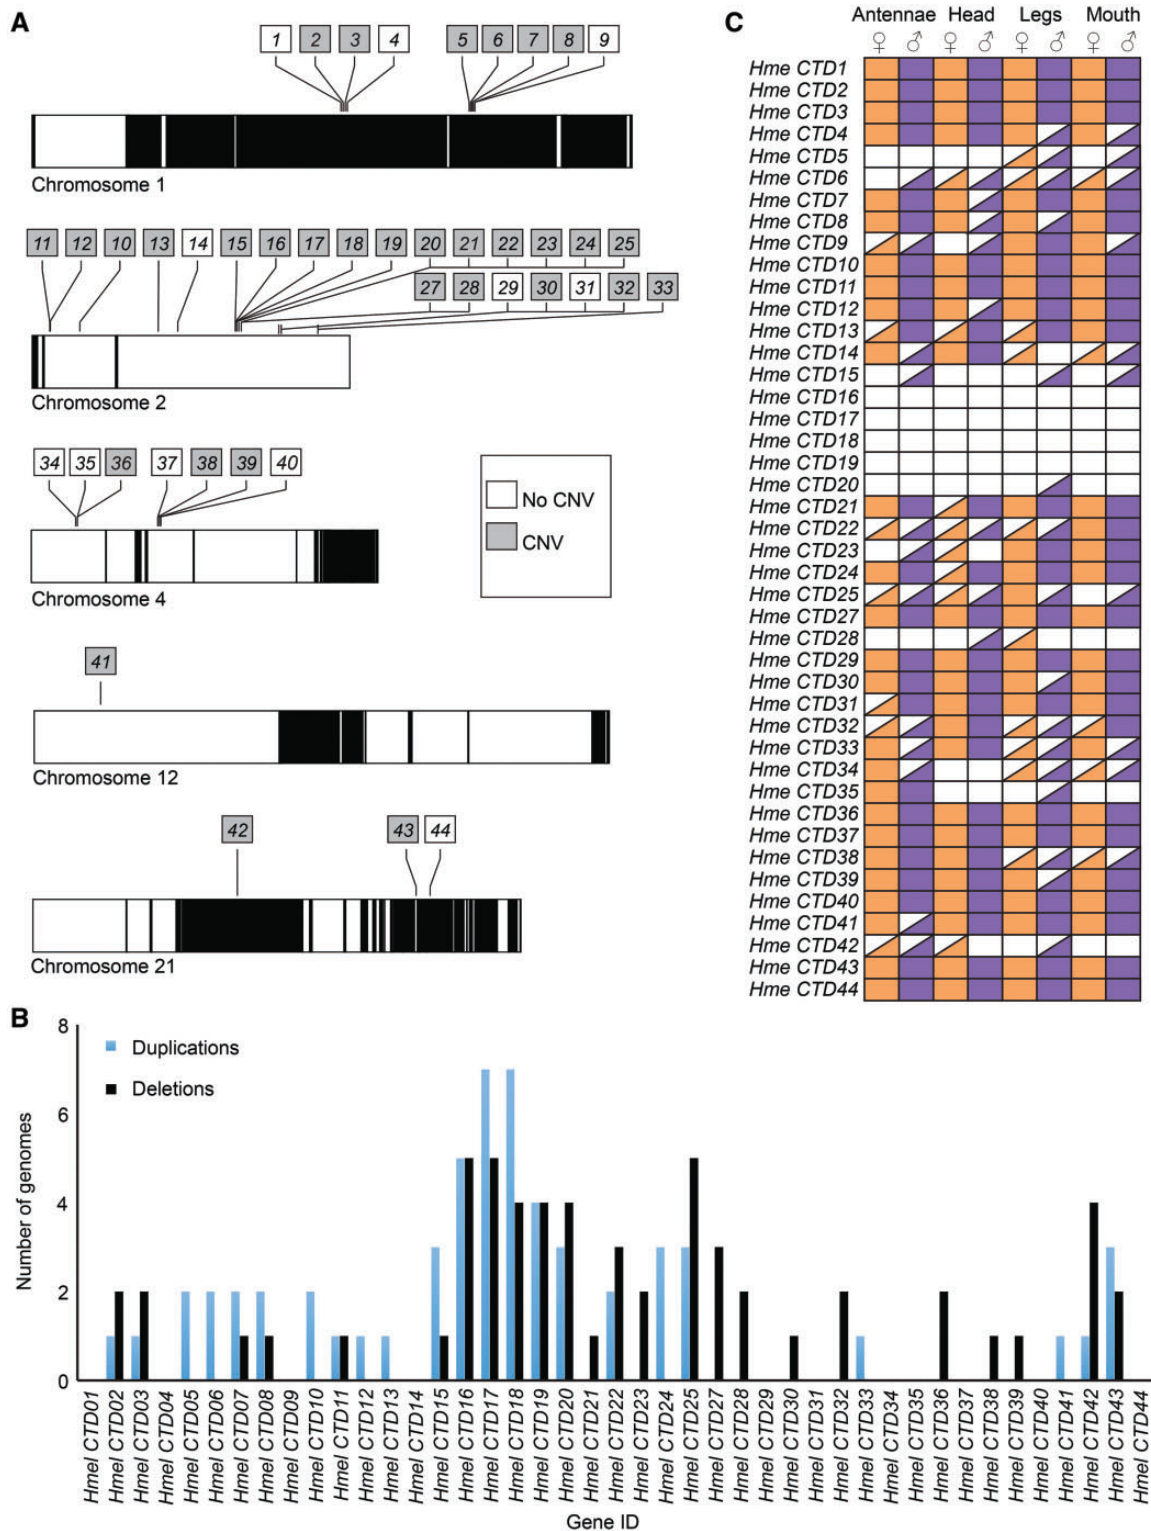 A
1 2 3 4 5 6 7 8 9
Chromosome 1
11 12 10 13 14 15 16 17 18 19 20 21 22 23 24 25
27 28 29 30 31 32 33
Chromosome 2
34 35 36 37 38 39 40
No CNV
CNV
Chromosome 4
41
Chromosome 12
42 43 44
Chromosome 21
C
Antennae Head Legs Mouth
♀ ♂ ♀ ♂ ♀ ♂ ♀ ♂
Hme CTD1
Hme CTD2
Hme CTD3
Hme CTD4
Hme CTD5
Hme CTD6
Hme CTD7
Hme CTD8
Hme CTD9
Hme CTD10
Hme CTD11
Hme CTD12
Hme CTD13
Hme CTD14
Hme CTD15
Hme CTD16
Hme CTD17
Hme CTD18
Hme CTD19
Hme CTD20
Hme CTD21
Hme CTD22
Hme CTD23
Hme CTD24
Hme CTD25
Hme CTD27
Hme CTD28
Hme CTD29
Hme CTD30
Hme CTD31
Hme CTD32
Hme CTD33
Hme CTD34
Hme CTD35
Hme CTD36
Hme CTD37
Hme CTD38
Hme CTD39
Hme CTD40
Hme CTD41
Hme CTD42
Hme CTD43
Hme CTD44
B
Duplications
Deletions
Number of genomes
8
6
4
2
0
Hmel CTD01
Hmel CTD02
Hmel CTD03
Hmel CTD04
Hmel CTD05
Hmel CTD06
Hmel CTD07
Hmel CTD08
Hmel CTD09
Hmel CTD10
Hmel CTD11
Hmel CTD12
Hmel CTD13
Hmel CTD14
Hmel CTD15
Hmel CTD16
Hmel CTD17
Hmel CTD18
Hmel CTD19
Hmel CTD20
Hmel CTD21
Hmel CTD22
Hmel CTD23
Hmel CTD24
Hmel CTD25
Hmel CTD27
Hmel CTD28
Hmel CTD29
Hmel CTD30
Hmel CTD31
Hmel CTD32
Hmel CTD33
Hmel CTD34
Hmel CTD35
Hmel CTD36
Hmel CTD37
Hmel CTD38
Hmel CTD39
Hmel CTD40
Hmel CTD41
Hmel CTD42
Hmel CTD43
Hmel CTD44
Gene ID